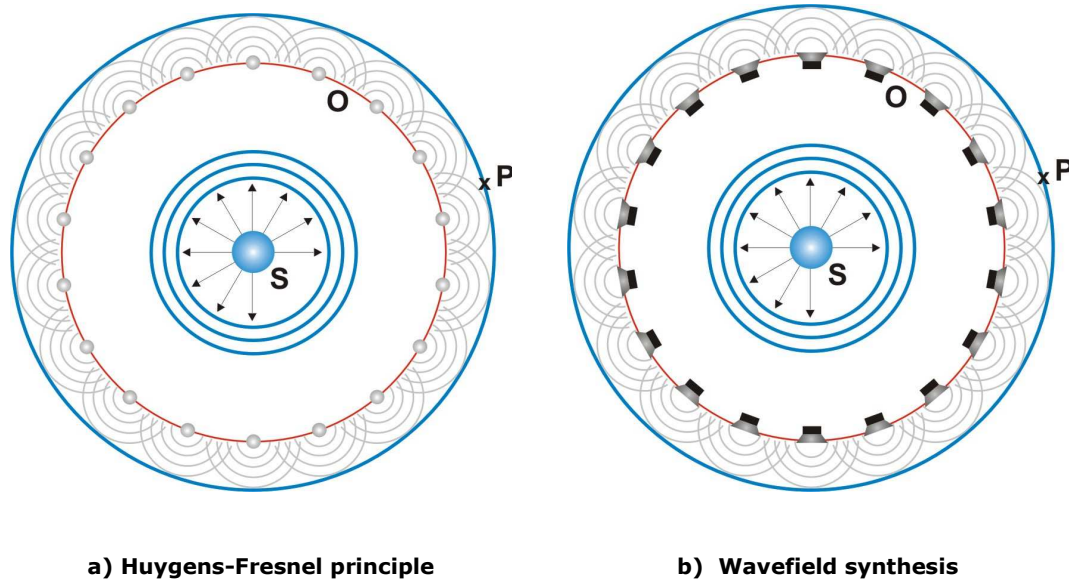 O
x P
S
a) Huygens-Fresnel principle
O
x P
S
b) Wavefield synthesis